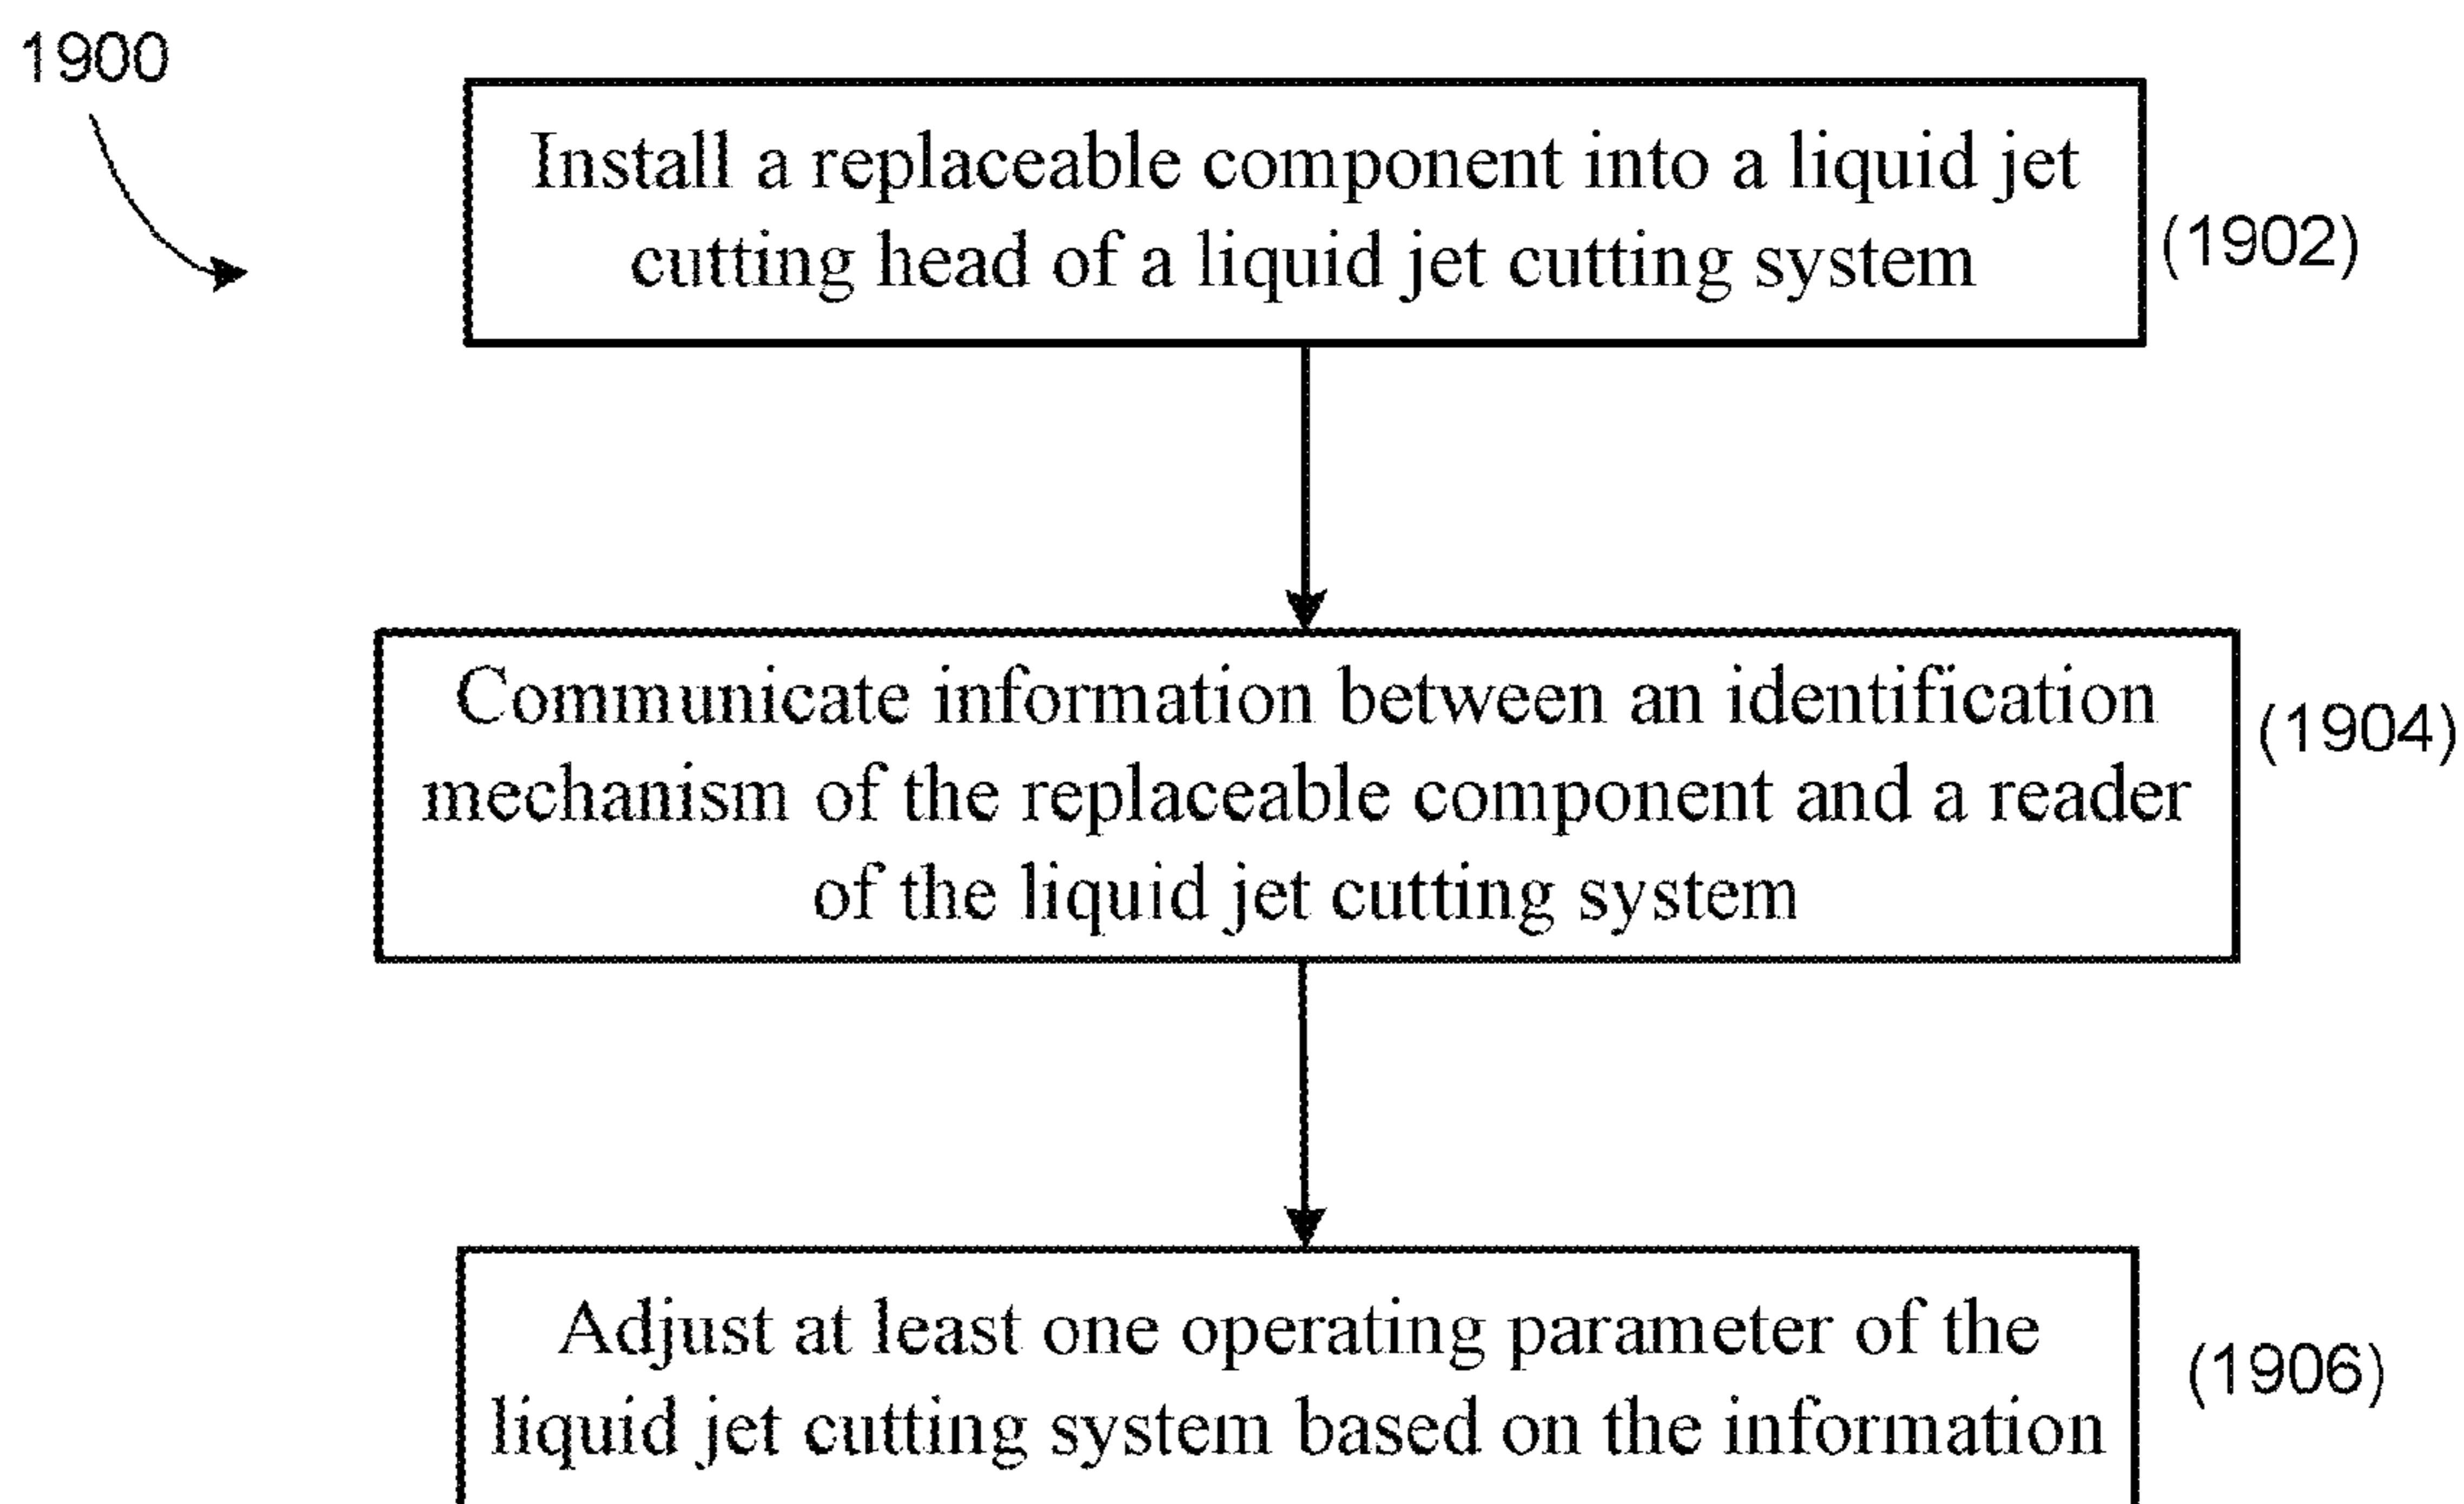 1900
Install a replaceable component into a liquid jet
cutting head of a liquid jet cutting system
(1902)
Communicate information between an identification
mechanism of the replaceable component and a reader
of the liquid jet cutting system
(1904)
Adjust at least one operating parameter of the
liquid jet cutting system based on the information
(1906)